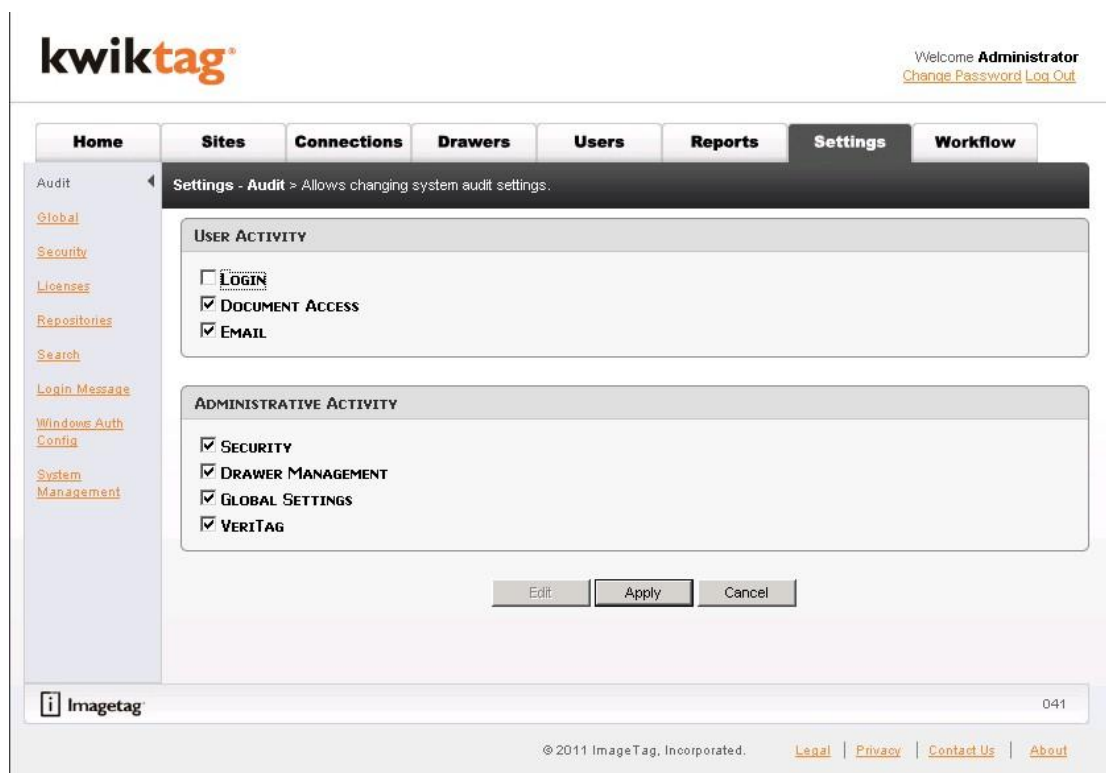 kwiktag®
Welcome Administrator
Change Password Log Out
Home Sites Connections Drawers Users Reports Settings Workflow
Audit
Global
Security
Licenses
Repositories
Search
Login Message
Windows Auth
Config
System
Management
Settings - Audit > Allows changing system audit settings.
USER ACTIVITY
LOGIN
DOCUMENT ACCESS
EMAIL
ADMINISTRATIVE ACTIVITY
SECURITY
DRAWER MANAGEMENT
GLOBAL SETTINGS
VERITAG
Edit Apply Cancel
i Imagetag
041
© 2011 ImageTag, Incorporated. Legal | Privacy | Contact Us | About